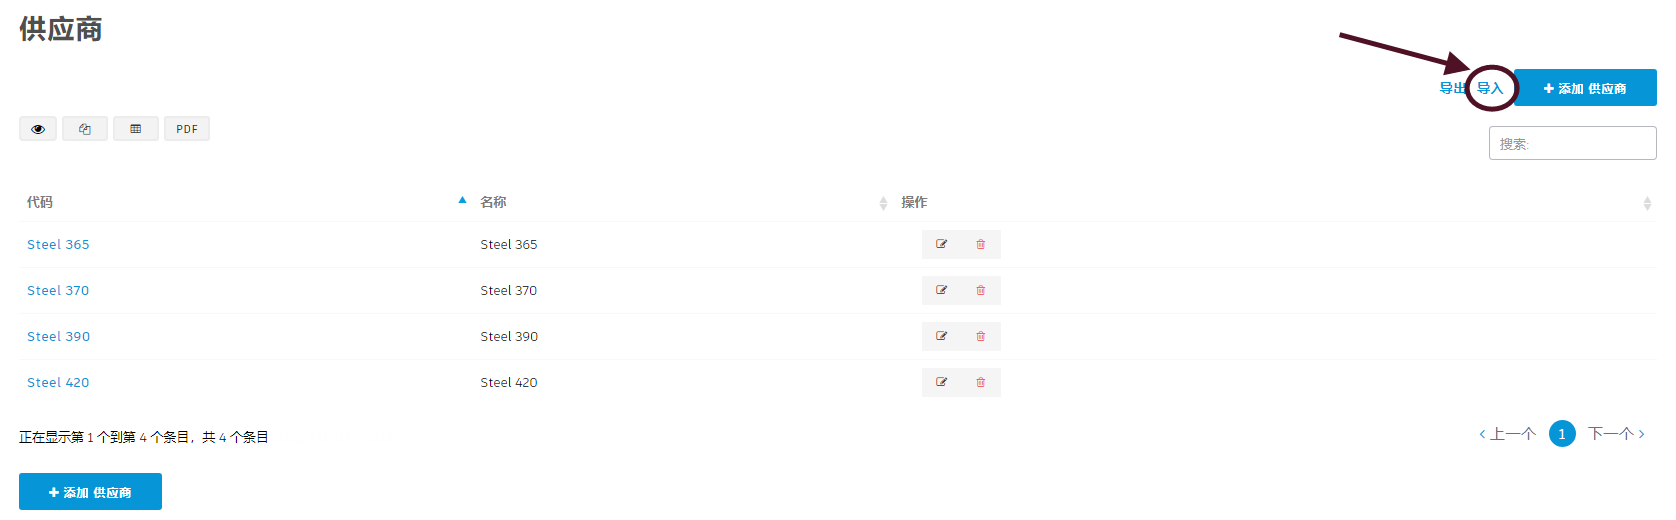 供应商
导出 导入 添加 供应商
PDF
搜索:
代码 名称 操作
Steel 365 Steel 365
Steel 370 Steel 370
Steel 390 Steel 390
Steel 420 Steel 420
正在显示第 1 个到第 4 个条目，共 4 个条目
上一个 1 下一个
添加 供应商